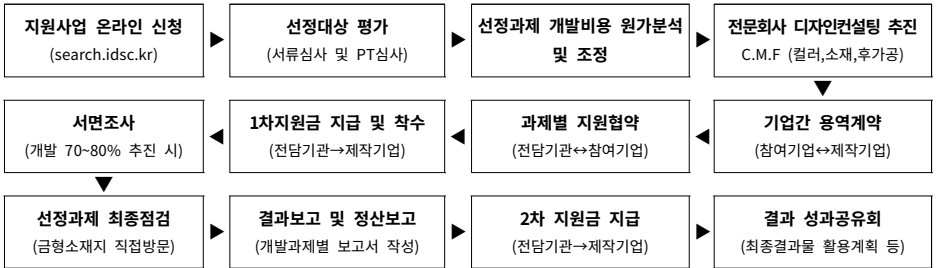 지원사업 온라인 신청
(search.idsc.kr)
▶
선정대상 평가
(서류심사 및 PT심사)
▶
선정과제 개발비용 원가분석
및 조정
▶
전문회사 디자인컨설팅 추진
C.M.F (컬러,소재,후가공)
▼
기업간 용역계약
(참여기업↔제작기업)
◀
과제별 지원협약
(전담기관↔참여기업)
◀
1차지원금 지급 및 착수
(전담기관→제작기업)
◀
서면조사
(개발 70~80% 추진 시)
▼
선정과제 최종점검
(금형소재지 직접방문)
▶
결과보고 및 정산보고
(개발과제별 보고서 작성)
▶
2차 지원금 지급
(전담기관→제작기업)
▶
결과 성과공유회
(최종결과물 활용계획 등)